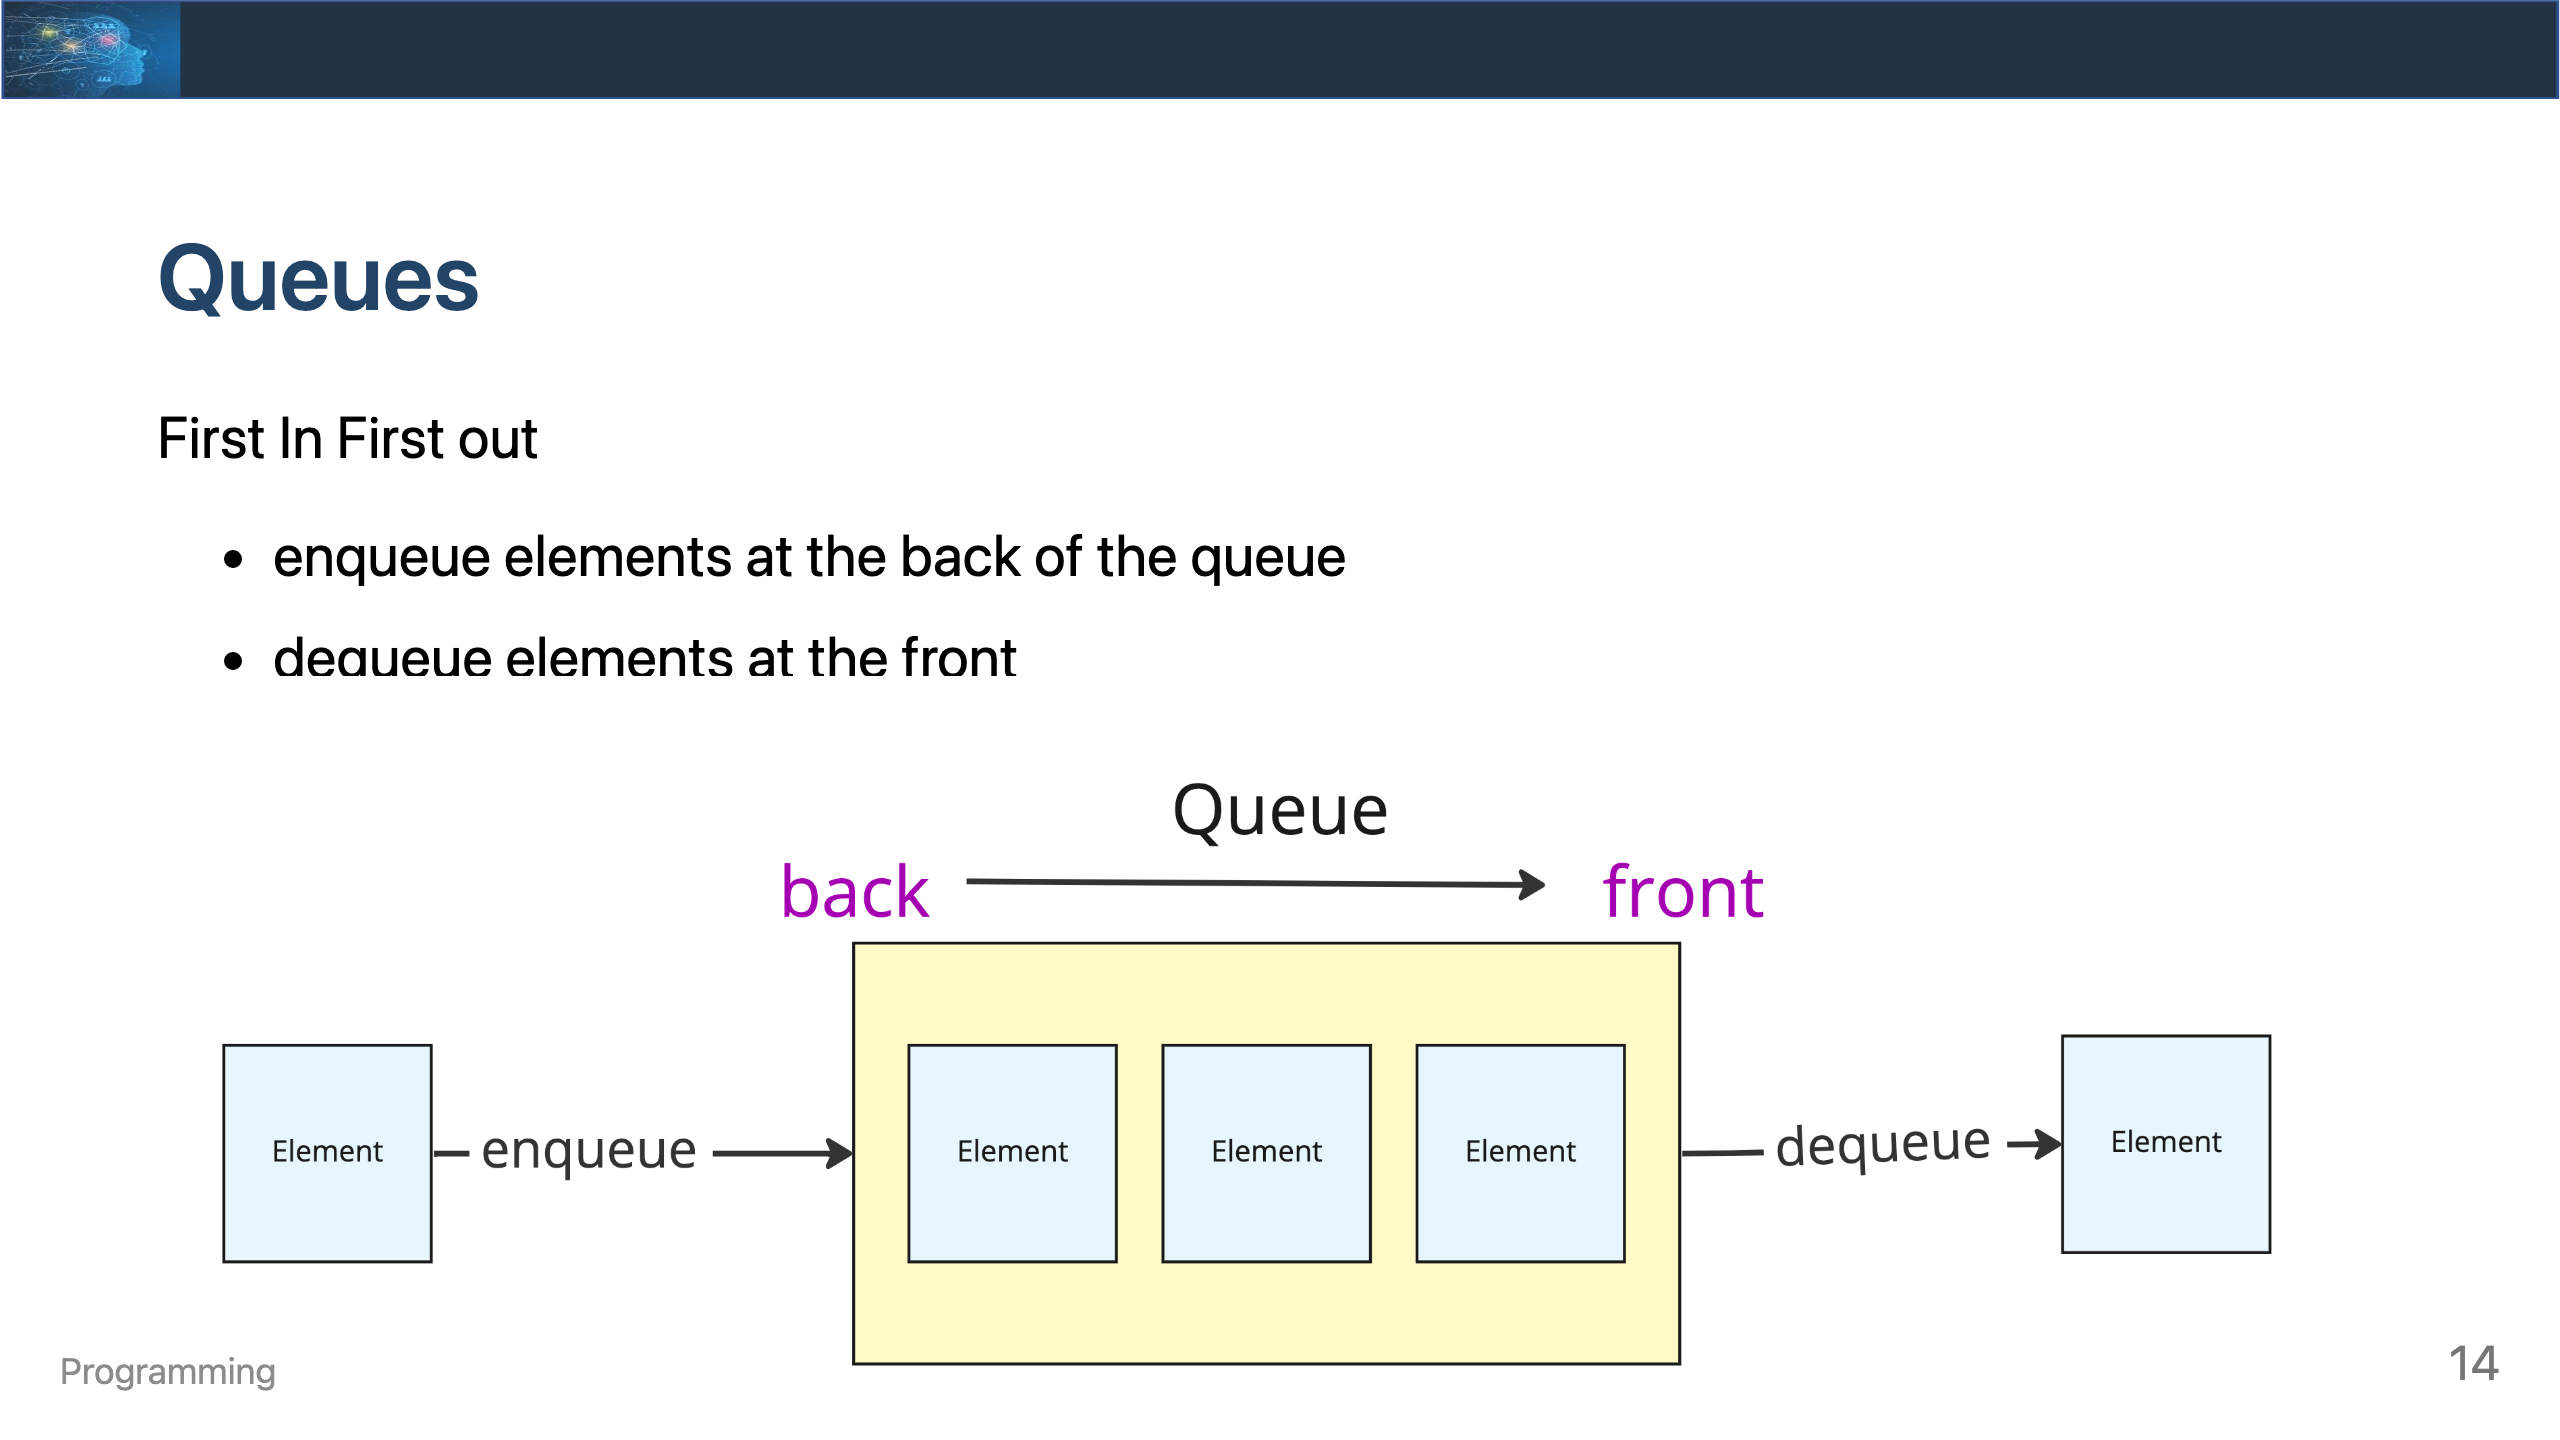 Queues
First In First out
• enqueue elements at the back of the queue
• dequeue elements at the front
Queue
back
front
Element
enqueue
Element
Element
Element
dequeue
Element
Programming
14